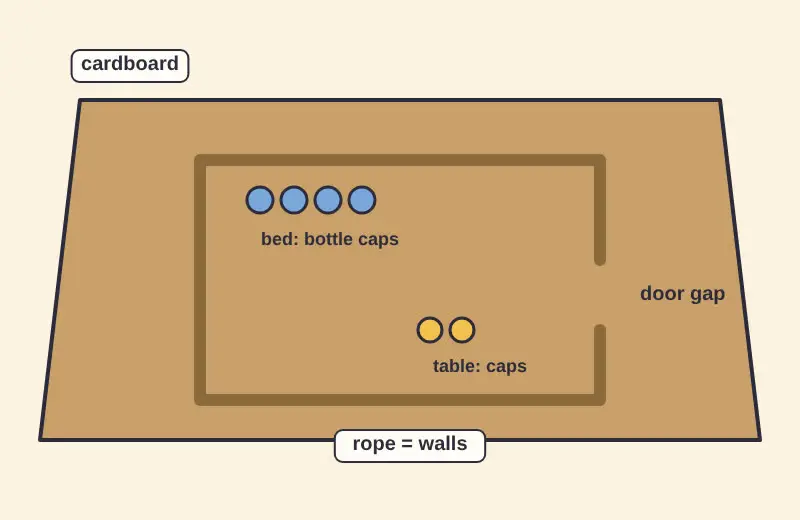 cardboard
bed: bottle caps
door gap
table: caps
rope = walls